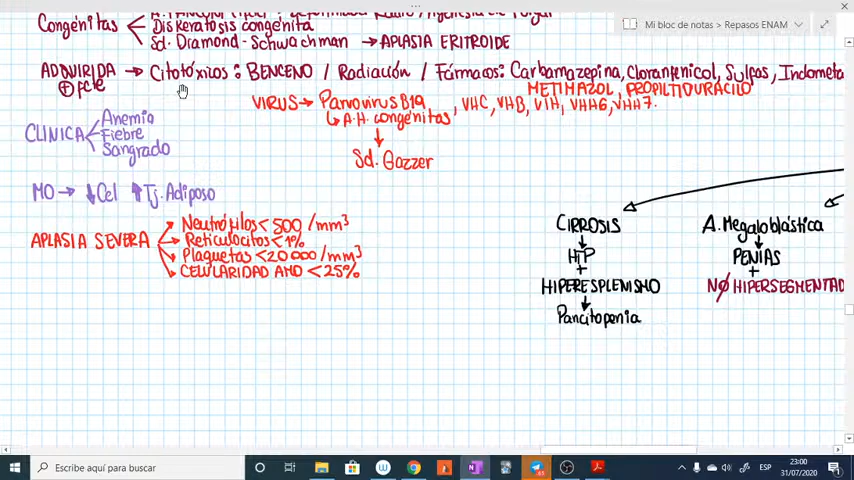 Mi bloc de notas > Repasos ENAM
Congénitas
Diskeratosis congénita
Sd. Diamond-Schwachman → APLASIA ERITROIDE
ADQUIRIDA → Citotóxicos: BENCENO / Radiación / Fármacos: Carbamazepina, Cloranfenicol, Sulfas, Indometa
⊕ fcte
METIMAZOL, PROPILTIOURACILO
VIRUS → Parvovirus B19, VHC, VHB, VIH, VHH6, VHH7.
↳ A.H. congénitas
Sd. Gozzer
CLINICA
Anemia
Fiebre
Sangrado
MO → ↓Cel ↑Tj. Adiposo
APLASIA SEVERA
Neutrófilos < 500 /mm³
Reticulocitos < 1%
Plaquetas < 20 000 /mm³
CELULARIDAD AMO < 25%
CIRROSIS
↓
HTP
+
HIPERESPLENISMO
↓
Pancitopenia
A. Megaloblástica
↓
PENIAS
+
NØ HIPERSEGMENTAD
Escribe aquí para buscar
ESP
23:00
31/07/2020